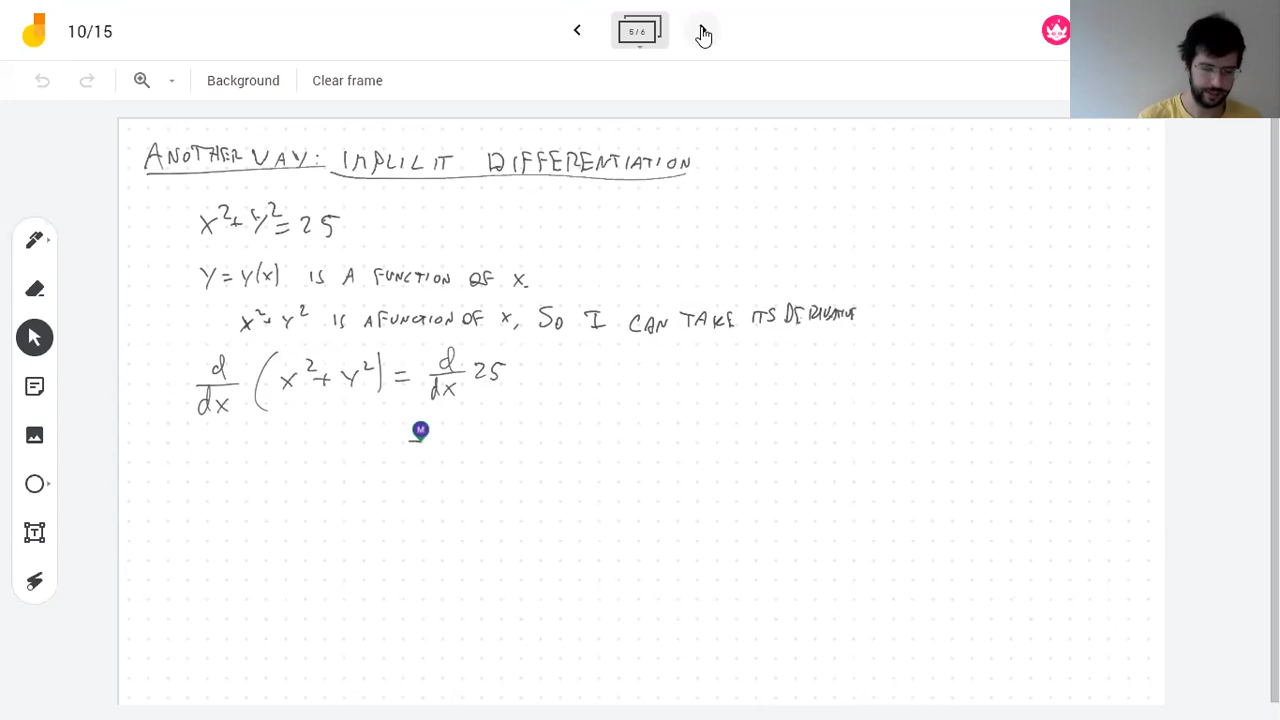 10/15
5 / 6
Background
Clear frame
ANOTHER WAY: IMPLICIT DIFFERENTIATION
x²+y²=25
y=y(x) IS A FUNCTION OF x.
x²+y² IS A FUNCTION OF x, SO I CAN TAKE ITS DERIVATIVE
d/dx (x²+y²) = d/dx 25
M